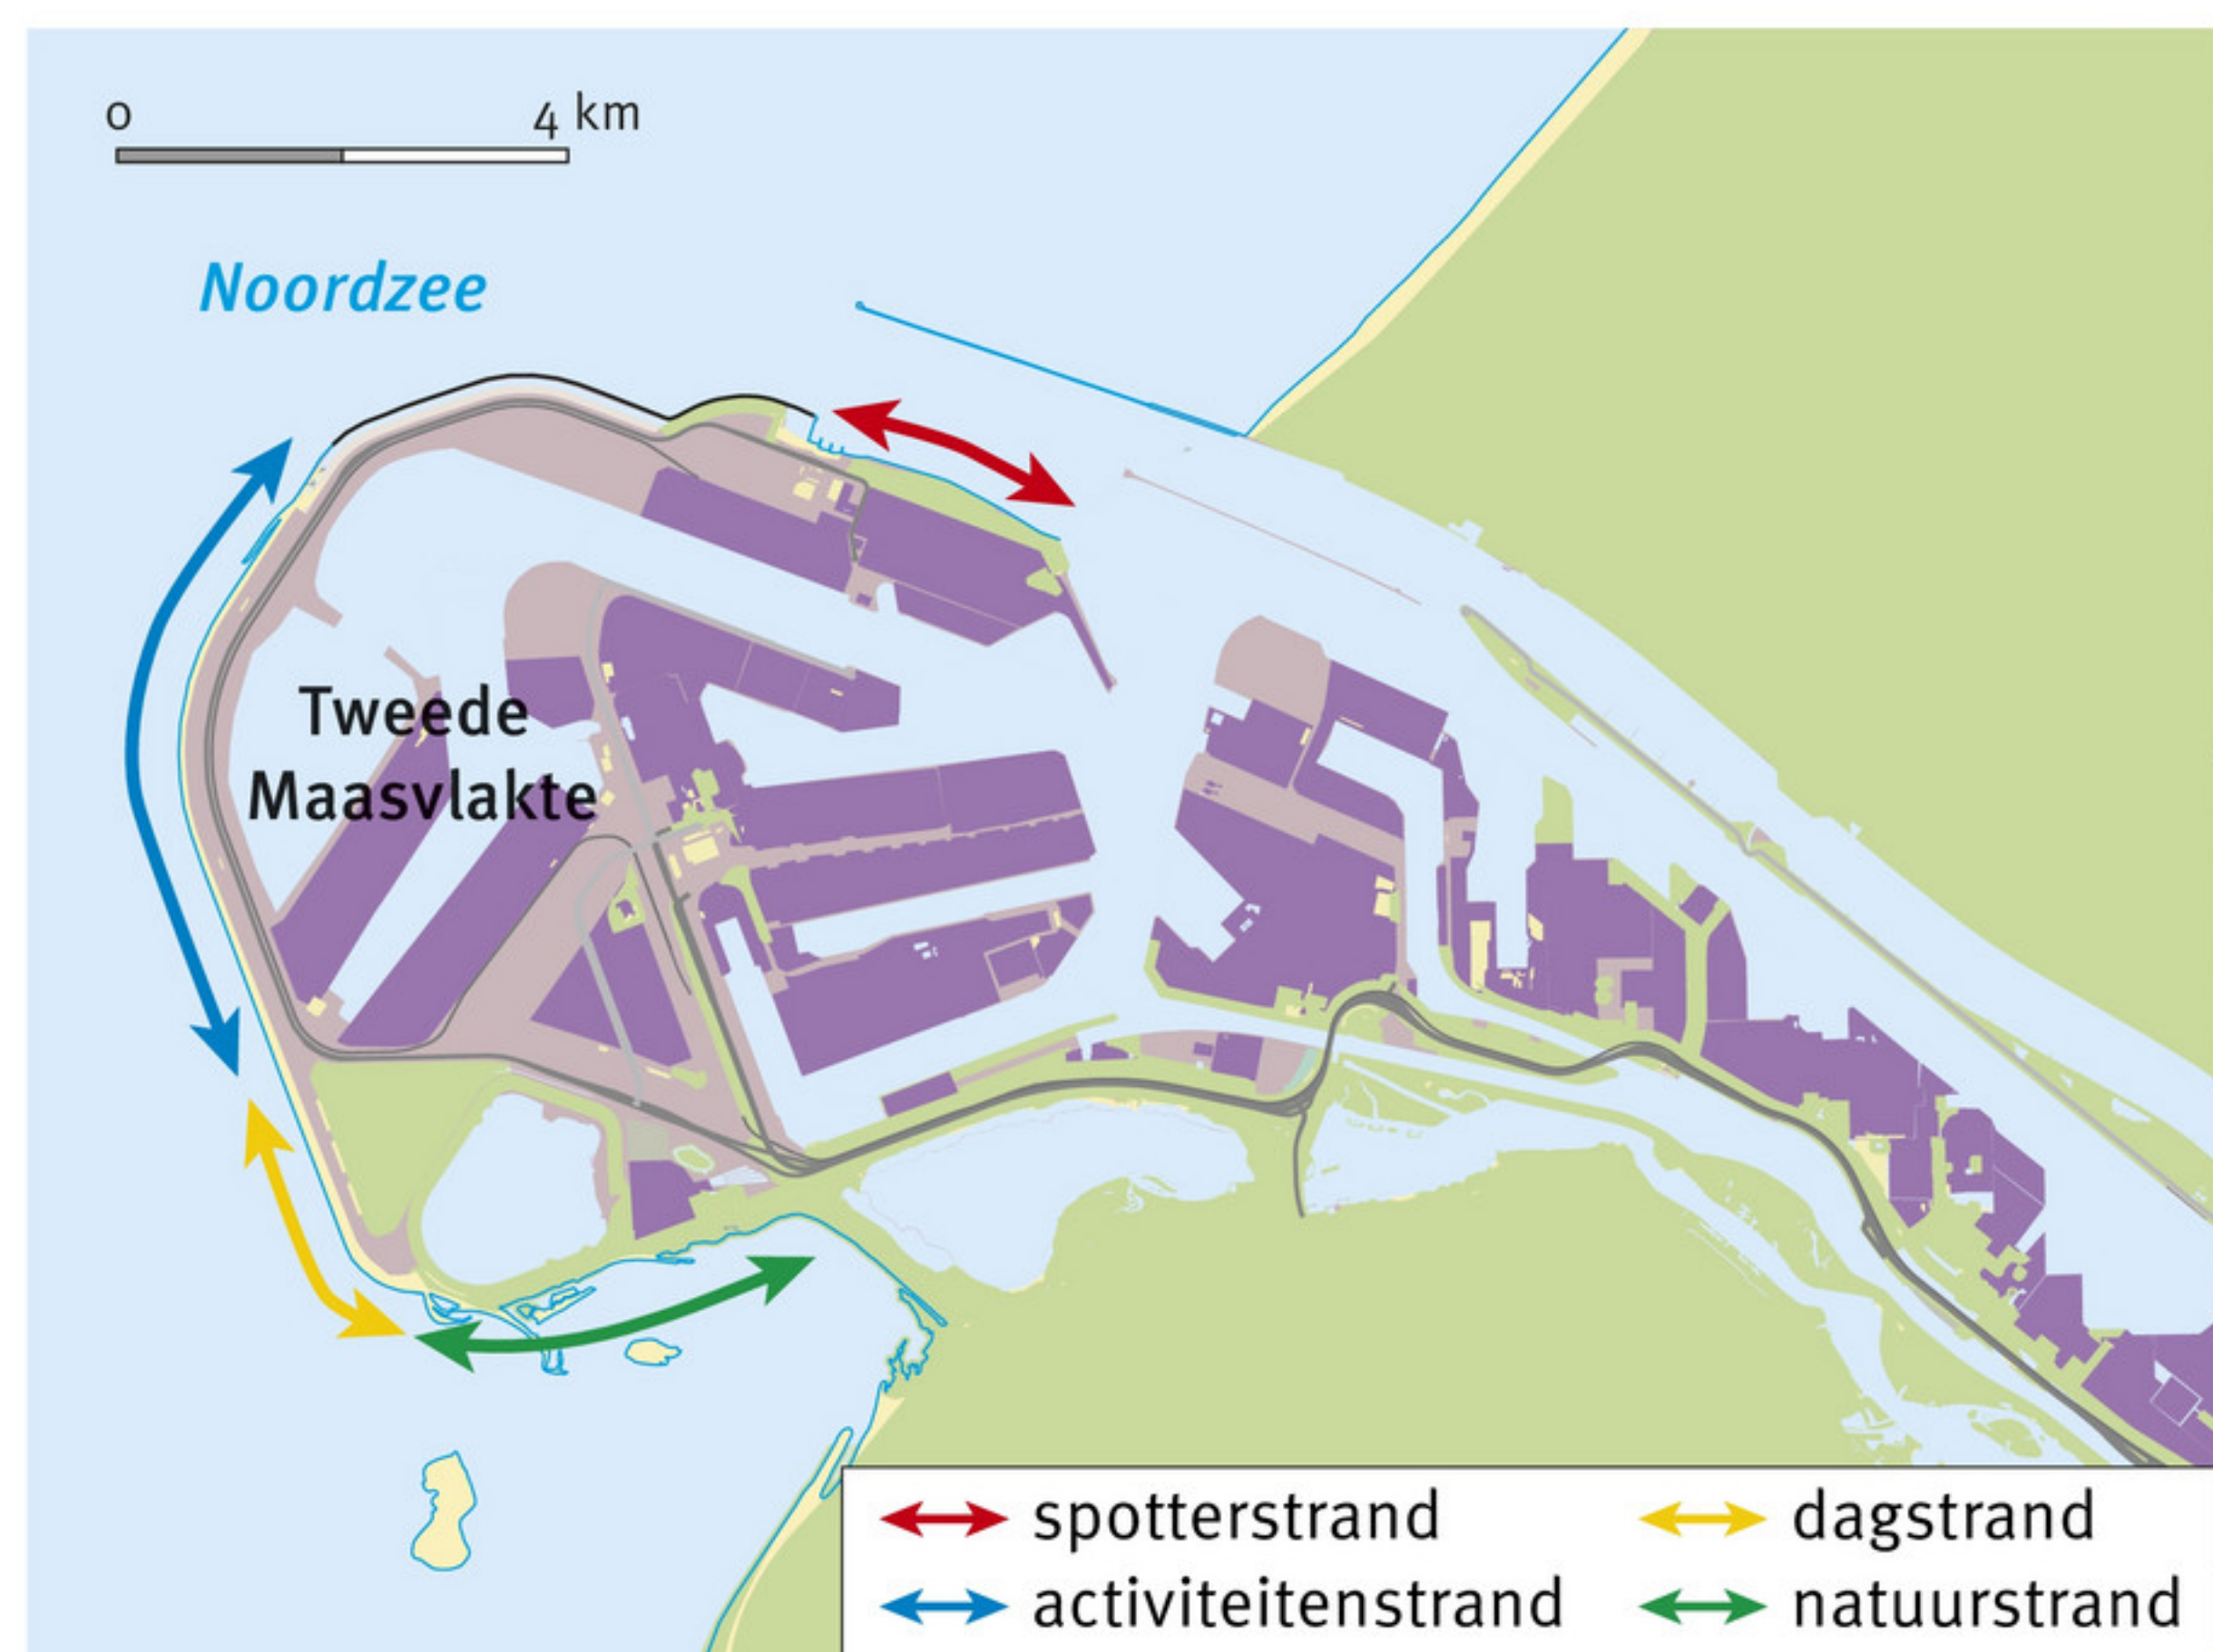 0 4 km
Noordzee
Tweede
Maasvlakte
spotterstrand
dagstrand
activiteitenstrand
natuurstrand